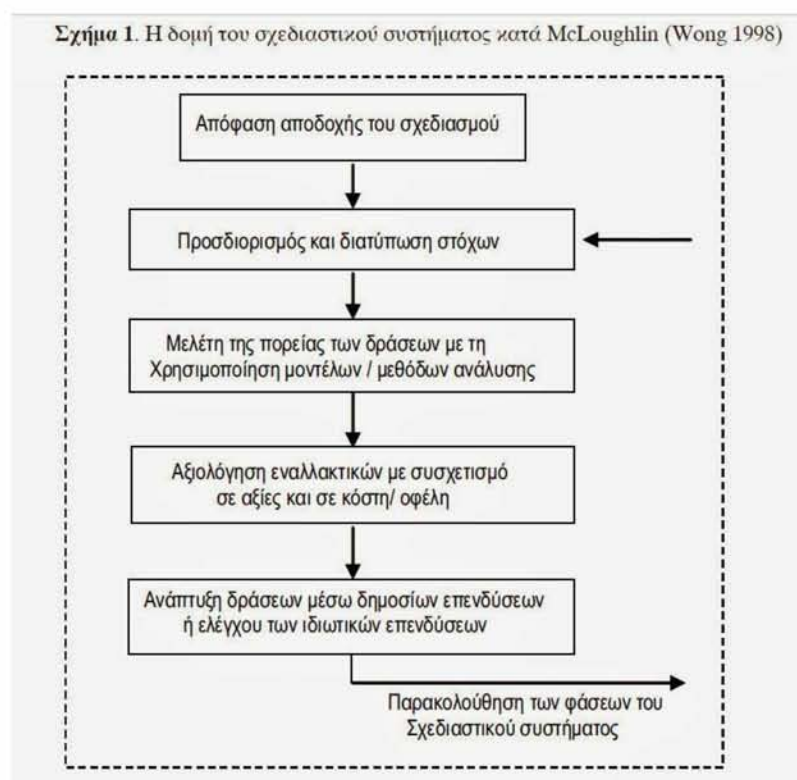 Σχήμα 1. Η δομή του σχεδιαστικού συστήματος κατά McLoughlin (Wong 1998)
Απόφαση αποδοχής του σχεδιασμού
Προσδιορισμός και διατύπωση στόχων
Μελέτη της πορείας των δράσεων με τη
Χρησιμοποίηση μοντέλων / μεθόδων ανάλυσης
Αξιολόγηση εναλλακτικών με συσχετισμό
σε αξίες και σε κόστη/ οφέλη
Ανάπτυξη δράσεων μέσω δημοσίων επενδύσεων
ή ελέγχου των ιδιωτικών επενδύσεων
Παρακολούθηση των φάσεων του
Σχεδιαστικού συστήματος